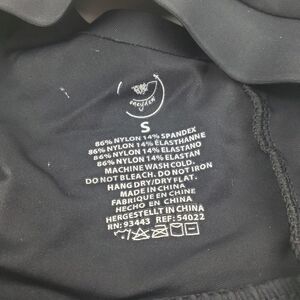 S
86% NYLON 14% SPANDEX
86% NYLON 14% ELASTHANNE
86% NYLON 14% ELASTANO
86% NYLON 14% ELASTAN
MACHINE WASH COLD.
DO NOT BLEACH. DO NOT IRON
HANG DRY/DRY FLAT.
MADE IN CHINA
FABRIQUÉ EN CHINE
HECHO EN CHINA
HERGESTELLT IN CHINA
RN: 93443 REF: 54022